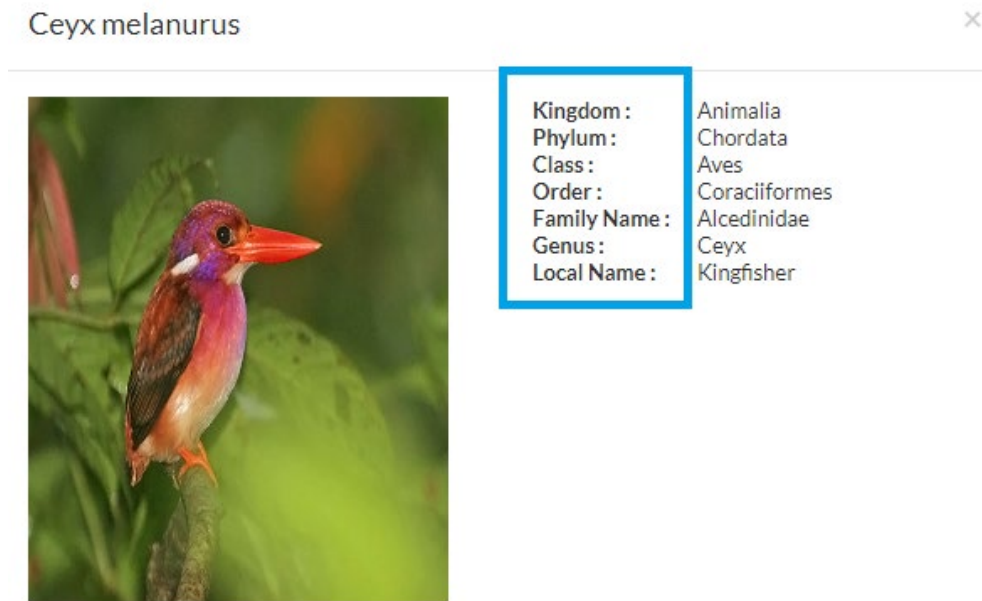 Ceyx melanurus
×
Kingdom : Animalia
Phylum : Chordata
Class : Aves
Order : Coraciiformes
Family Name : Alcedinidae
Genus : Ceyx
Local Name : Kingfisher